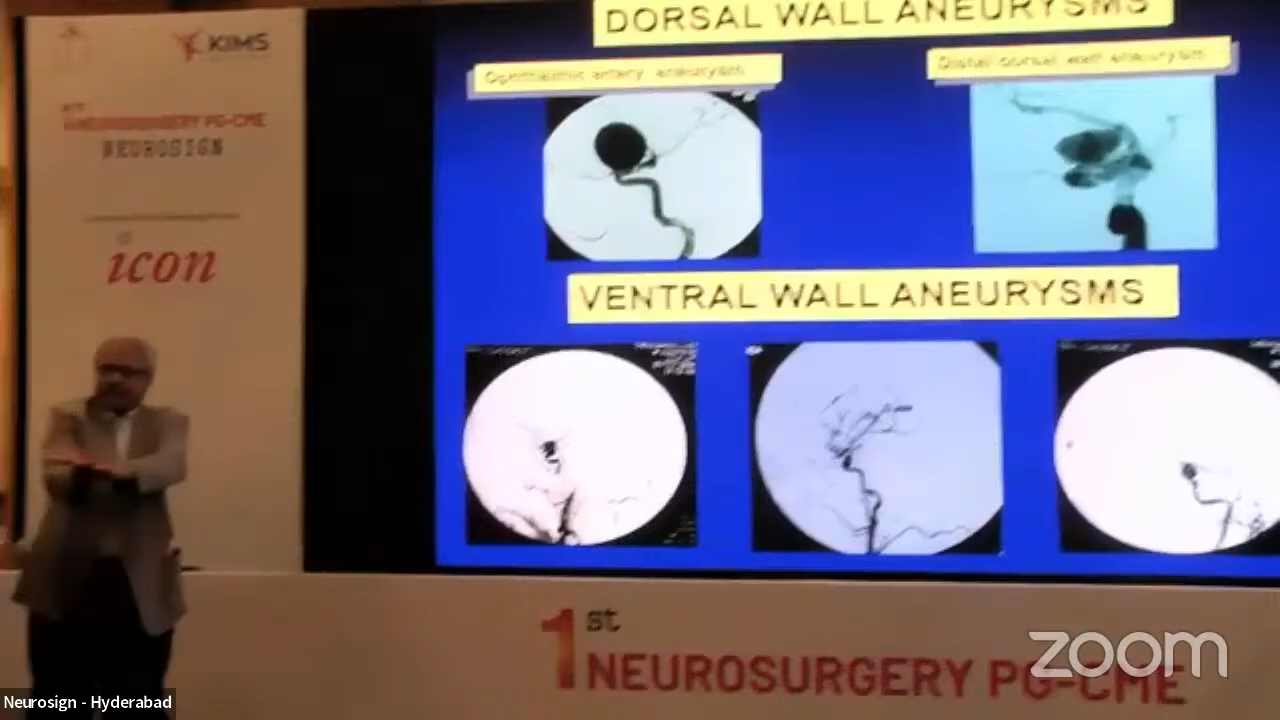 KIMS
1ST
NEUROSURGERY PG-CME
NEUROSIGN
icon
DORSAL WALL ANEURYSMS
Ophthalmic artery aneurysm
Distal dorsal wall aneurysm
VENTRAL WALL ANEURYSMS
1st
NEUROSURGERY PG-CME
zoom
Neurosign - Hyderabad